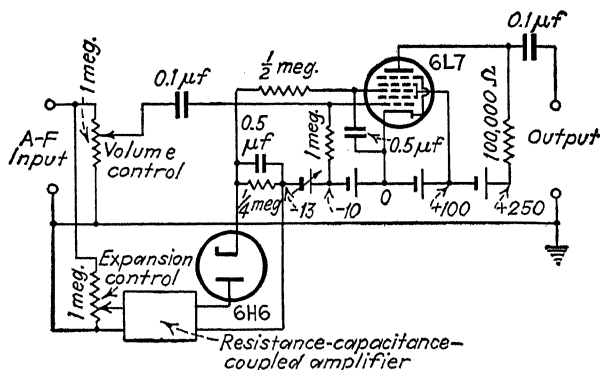 0.1 µf
1 meg.
1/2 meg.
6L7
0.1 µf
A-F
Input
Volume
control
0.5
µf
1 meg.
0.5 µf
100,000 Ω
Output
1/4 meg.
-13
-10
0
+100
+250
Expansion
control
1 meg.
6H6
Resistance-capacitance-
coupled amplifier